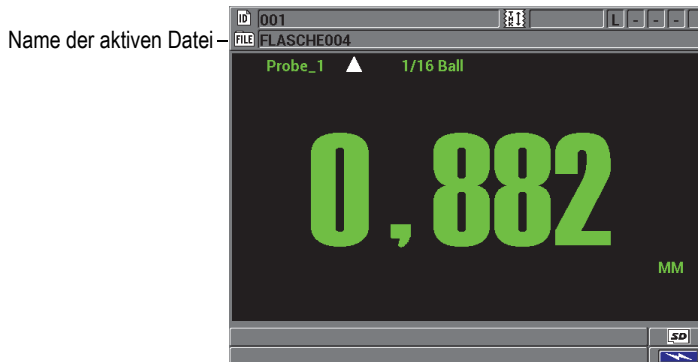 ID 001 L - - -
Name der aktiven Datei FILE FLASCHE004
Probe_1 1/16 Ball
0,882
MM
SD